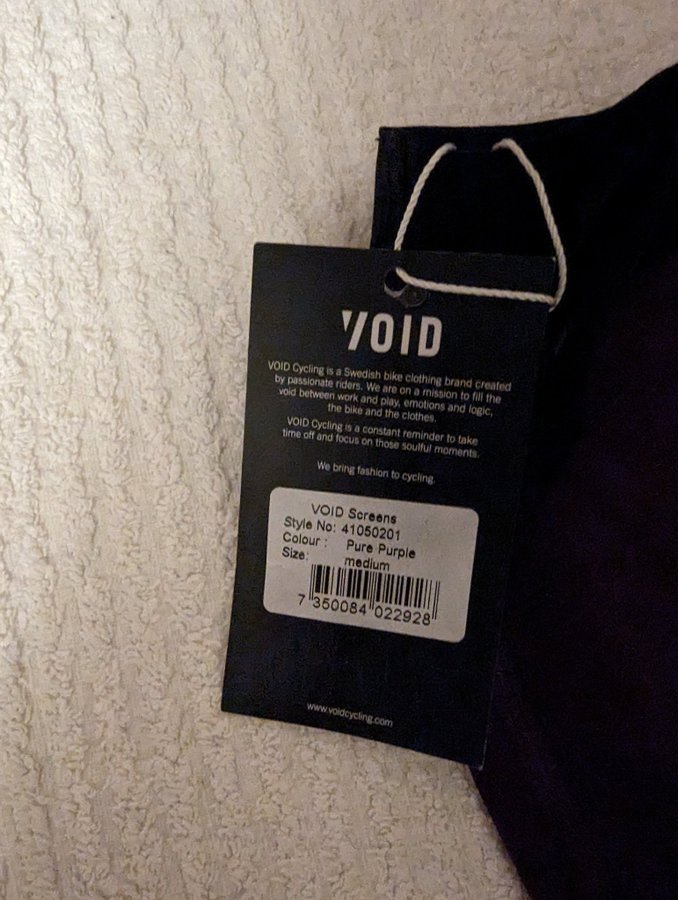 VOID
VOID Cycling is a Swedish bike clothing brand created
by passionate riders. We are on a mission to fill the
void between work and play, emotions and logic,
the bike and the clothes.
VOID Cycling is a constant reminder to take
time off and focus on those soulful moments.
We bring fashion to cycling.
VOID Screens
Style No: 41050201
Colour : Pure Purple
Size: medium
7 350084 022928
www.voidcycling.com